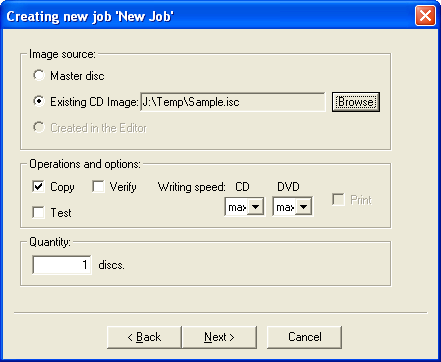 Creating new job 'New Job'
Image source:
Master disc
Existing CD Image: J:\Temp\Sample.isc Browse
Created in the Editor
Operations and options:
Copy Verify Writing speed: CD DVD
max max Print
Test
Quantity:
1 discs.
< Back Next > Cancel